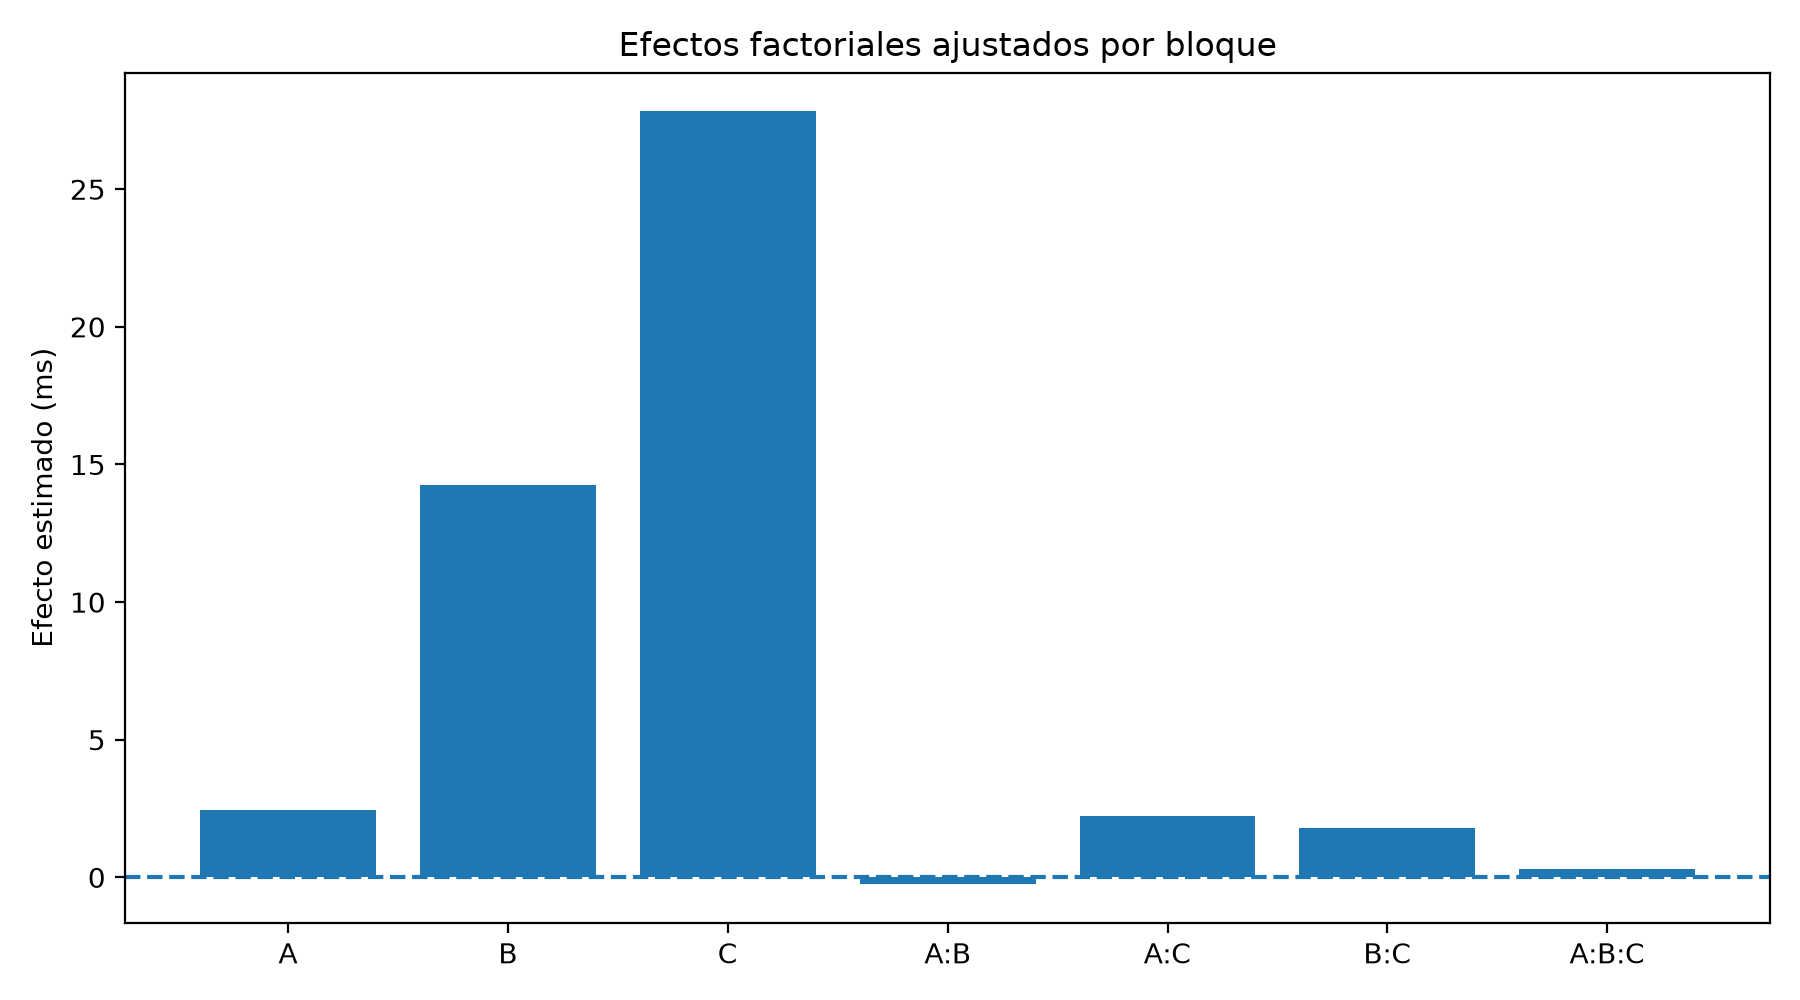 Efectos factoriales ajustados por bloque
Efecto estimado (ms)
25
20
15
10
5
0
A B C A:B A:C B:C A:B:C